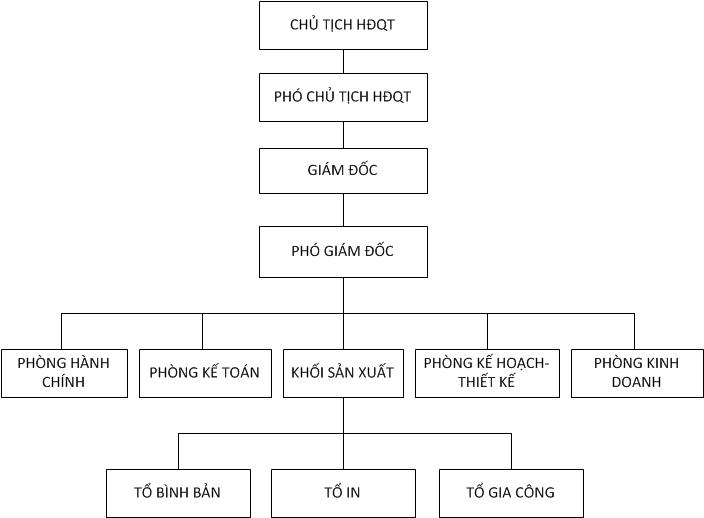 CHỦ TỊCH HĐQT
PHÓ CHỦ TỊCH HĐQT
GIÁM ĐỐC
PHÓ GIÁM ĐỐC
PHÒNG HÀNH
CHÍNH
PHÒNG KẾ TOÁN
KHỐI SẢN XUẤT
PHÒNG KẾ HOẠCH-
THIẾT KẾ
PHÒNG KINH
DOANH
TỔ BÌNH BẢN
TỔ IN
TỔ GIA CÔNG